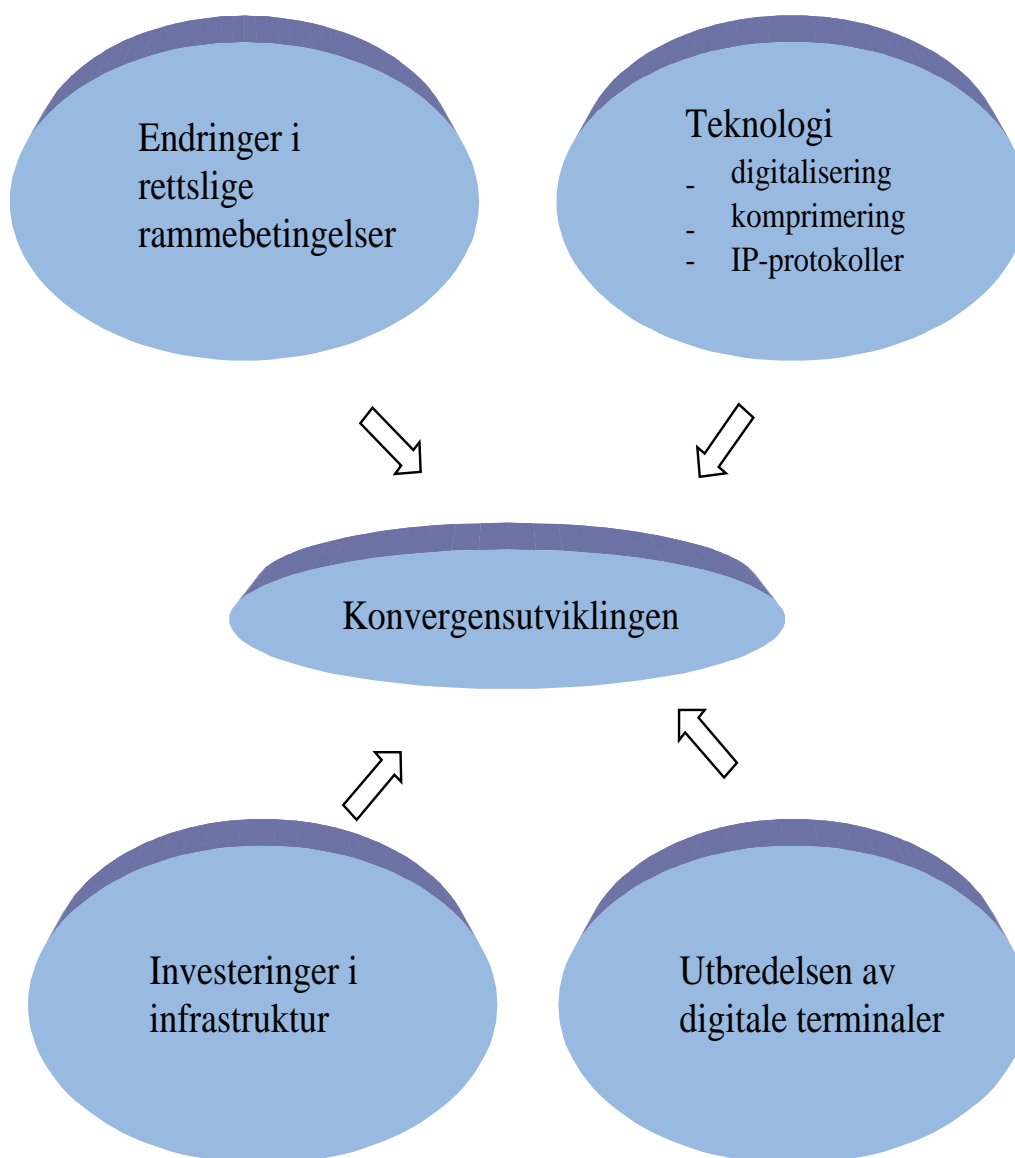 Endringer i
rettslige
rammebetingelser
Teknologi
- digitalisering
- komprimering
- IP-protokoller
Konvergensutviklingen
Investeringer i
infrastruktur
Utbredelsen av
digitale terminaler